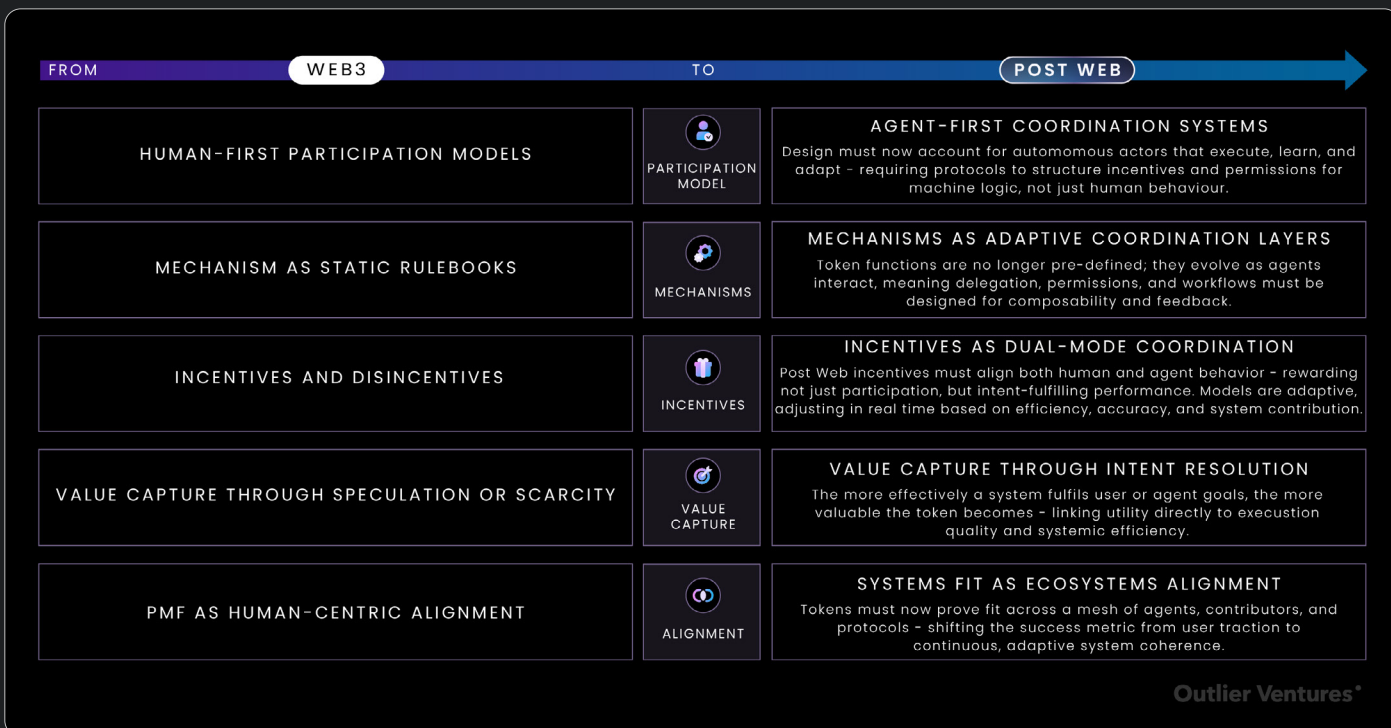 FROM
WEB3
TO
POST WEB
HUMAN-FIRST PARTICIPATION MODELS
PARTICIPATION
MODEL
AGENT-FIRST COORDINATION SYSTEMS
Design must now account for automomous actors that execute, learn, and
adapt - requiring protocols to structure incentives and permissions for
machine logic, not just human behaviour.
MECHANISM AS STATIC RULEBOOKS
MECHANISMS
MECHANISMS AS ADAPTIVE COORDINATION LAYERS
Token functions are no longer pre-defined; they evolve as agents
interact, meaning delegation, permissions, and workflows must be
designed for composability and feedback.
INCENTIVES AND DISINCENTIVES
INCENTIVES
INCENTIVES AS DUAL-MODE COORDINATION
Post Web incentives must align both human and agent behavior - rewarding
not just participation, but intent-fulfilling performance. Models are adaptive,
adjusting in real time based on efficiency, accuracy, and system contribution.
VALUE CAPTURE THROUGH SPECULATION OR SCARCITY
VALUE
CAPTURE
VALUE CAPTURE THROUGH INTENT RESOLUTION
The more effectively a system fulfils user or agent goals, the more
valuable the token becomes - linking utility directly to execustion
quality and systemic efficiency.
PMF AS HUMAN-CENTRIC ALIGNMENT
ALIGNMENT
SYSTEMS FIT AS ECOSYSTEMS ALIGNMENT
Tokens must now prove fit across a mesh of agents, contributors, and
protocols - shifting the success metric from user traction to
continuous, adaptive system coherence.
Outlier Ventures